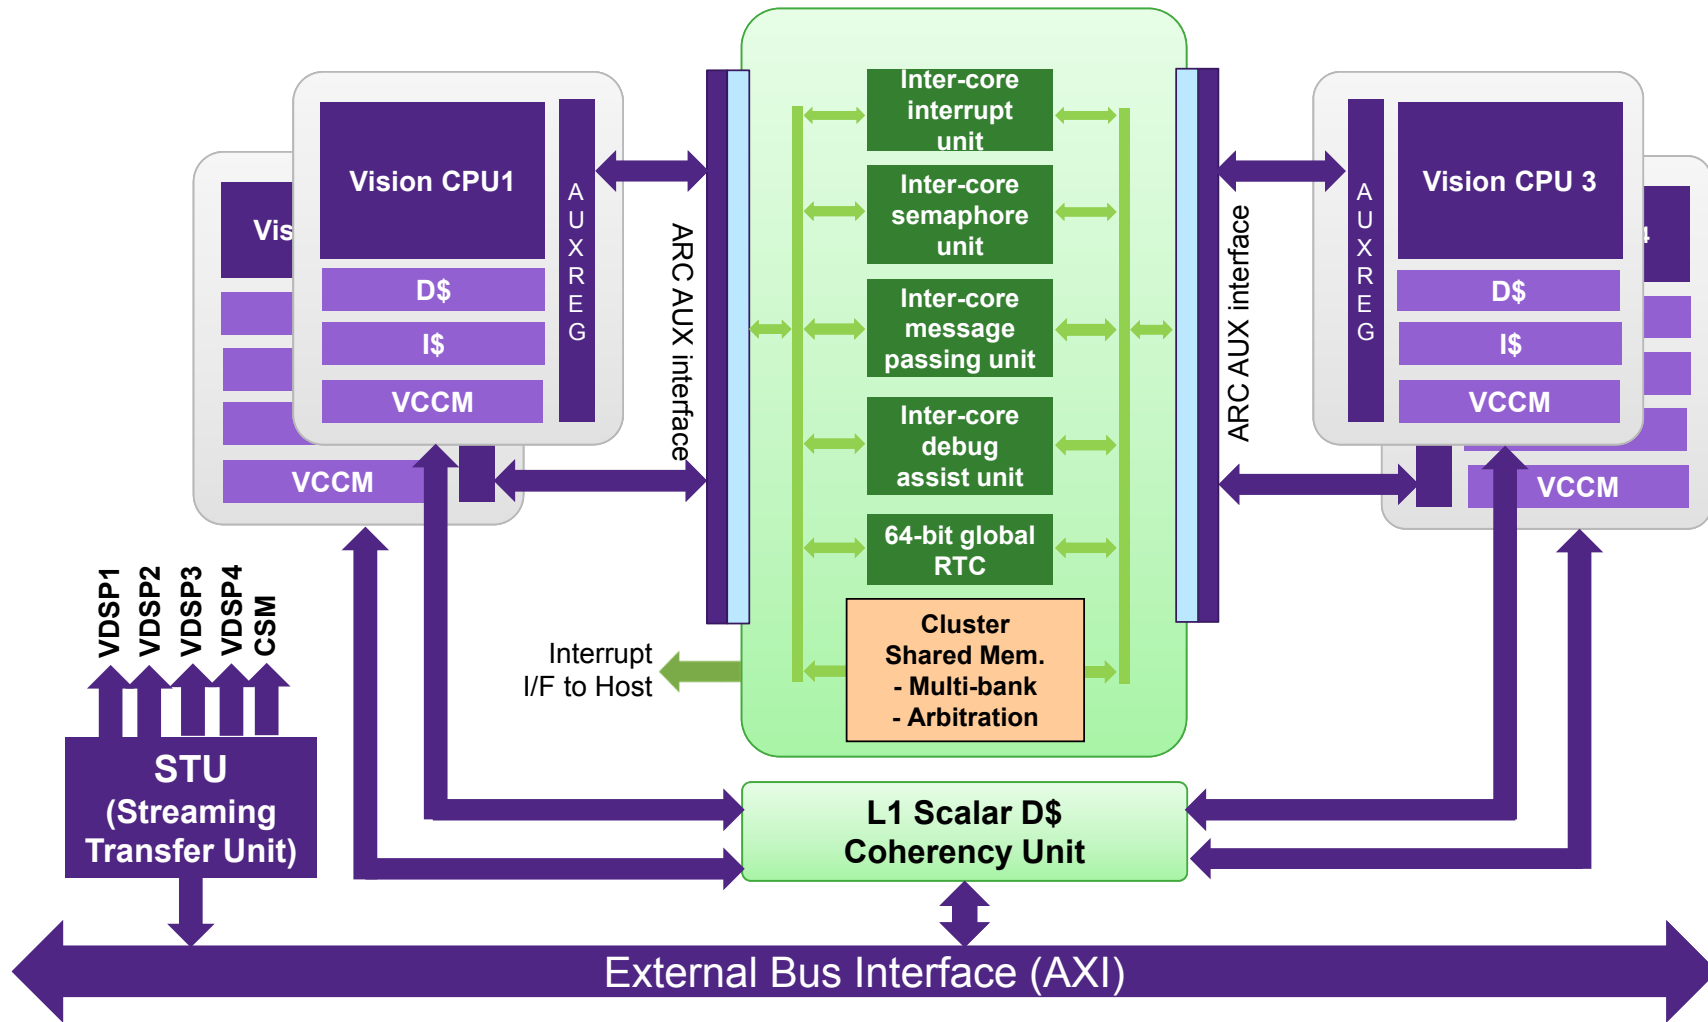 Inter-core
interrupt
unit
Inter-core
semaphore
unit
Inter-core
message
passing unit
Inter-core
debug
assist unit
64-bit global
RTC
Cluster
Shared Mem.
- Multi-bank
- Arbitration
Vision CPU1
D$
I$
VCCM
AUXREG
VCCM
ARC AUX interface
ARC AUX interface
Vision CPU 3
D$
I$
VCCM
AUXREG
VCCM
Interrupt
I/F to Host
VDSP1
VDSP2
VDSP3
VDSP4
CSM
STU
(Streaming
Transfer Unit)
L1 Scalar D$
Coherency Unit
External Bus Interface (AXI)